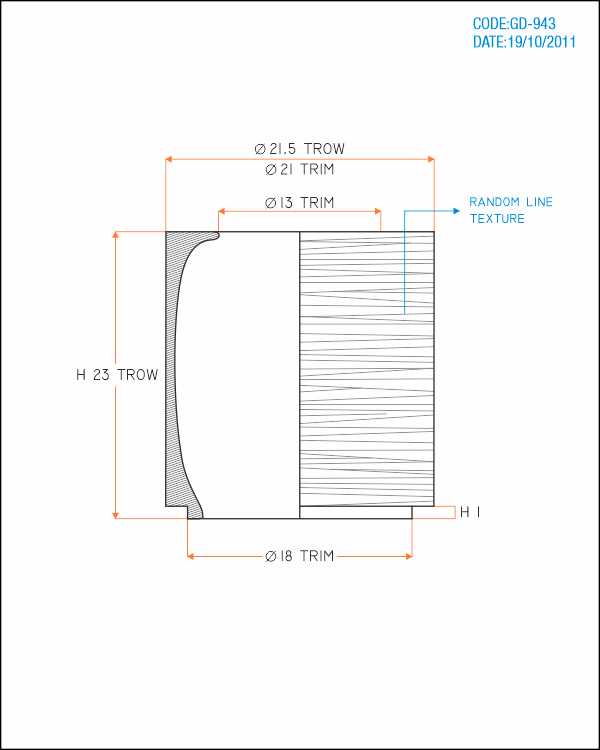 CODE:GD-943
DATE:19/10/2011
Ø 21.5 TROW
Ø 21 TRIM
Ø 13 TRIM
RANDOM LINE
TEXTURE
H 23 TROW
H 1
Ø 18 TRIM